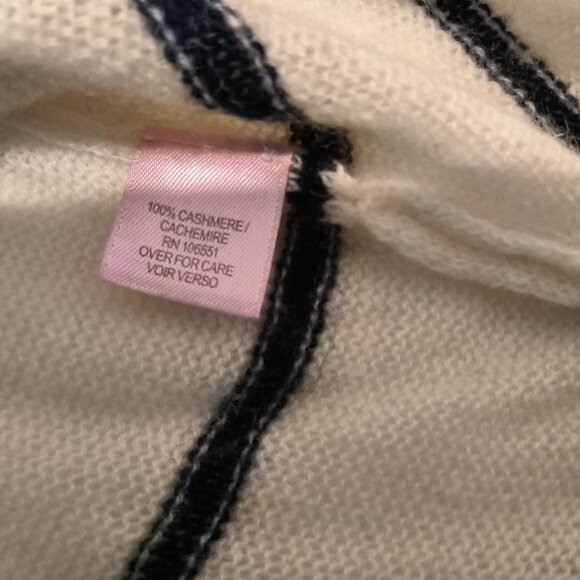 100% CASHMERE/
CACHEMIRE
RN 106551
OVER FOR CARE
VOIR VERSO